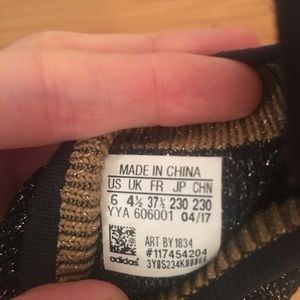 MADE IN CHINA
US UK FR JP CHN
6 4½ 37⅓ 230 230
YYA 606001 04/17
ART BY1834
#117454204
adidas